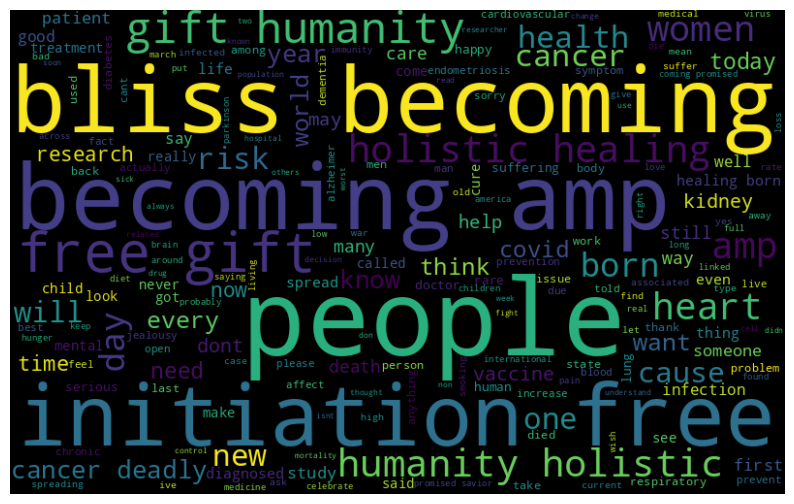 patient
gift humanity
cardiovascular
two
change
medical
virus
good
treatment
bad
soon
diabetes
march
known
infected
immunity
researcher
among
year
care
happy
health
women
die
cancer
mean
suffer
today
coming promised
used
put
life
dementia
come
endometriosis
symptom
cant
population
read
sorry
give
use
loss
bliss becoming
across
fact
say
parkinson
hospital
world
may
research
really
risk
holistic healing
well
rate
back
actually
others
men
man
suffering
body
love
healing born
sick
worst
alzheimer
old
cure
kidney
always
america
right
yes
away
becoming amp
low
war
help
work
long
full
still
related
brain
many
covid
amp
free gift
decision
called
prevention
way
around
spread
think
born
diet
drug
saying
living
doctor
rare
issue
told
linked
associated
child
look
never
now
know
children
due
type
even
live
will
got
probably
week
find
heart
best
keep
fight
real
day
hunger
jealousy
every
people
let
thank
thing
didn
mental
open
dont
don
want
someone
time
feel
case
please
death
person
international
state
cause
problem
serious
need
vaccine
smoking
lung
cell
found
last
affect
anything
human
blood
pain
increase
infection
thought
isnt
non
understand
initiation free
make
high
one
died
wish
see
chronic
control
new
mortality
humanity holistic
first
cancer deadly
diagnosed
study
said
respiratory
spreading
ive
medicine
ask
celebrate
promised savior
take
current
prevent